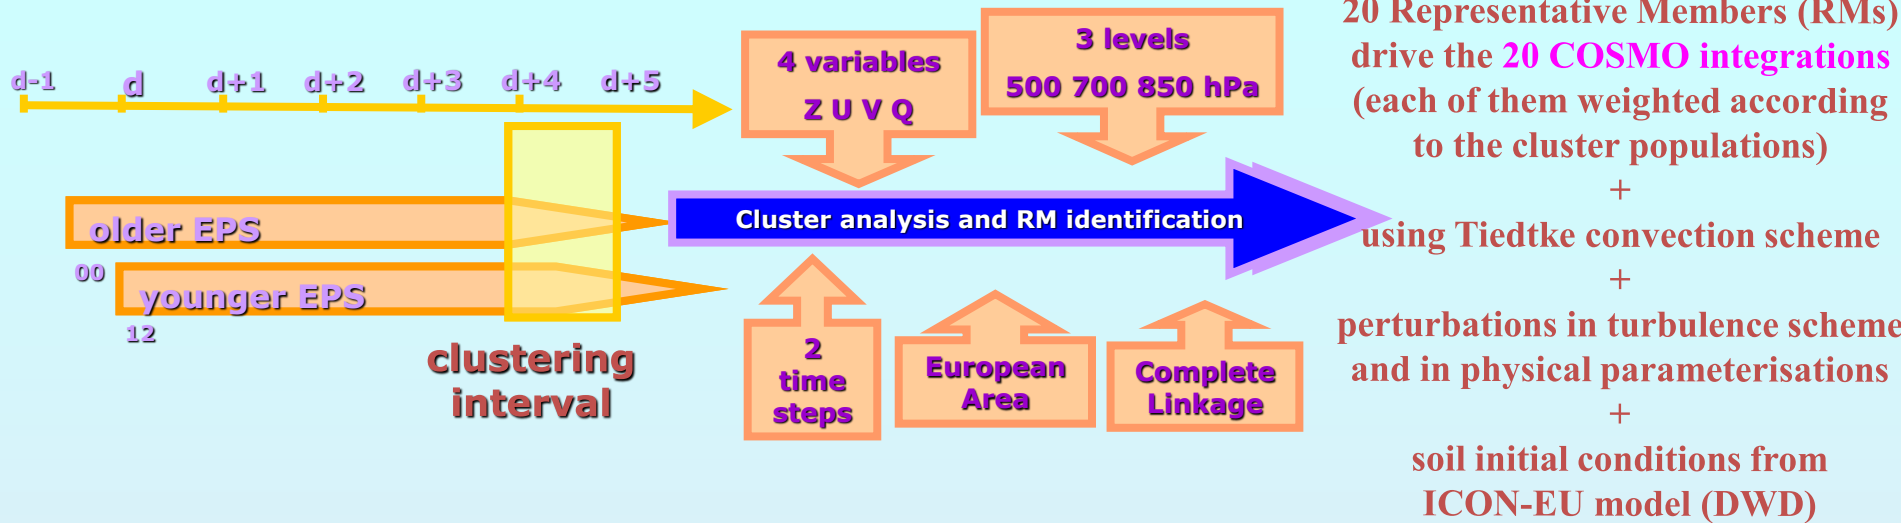 d-1 d d+1 d+2 d+3 d+4 d+5
older EPS
00
younger EPS
12
clustering
interval
4 variables
Z U V Q
3 levels
500 700 850 hPa
Cluster analysis and RM identification
2
time
steps
European
Area
Complete
Linkage
20 Representative Members (RMs)
drive the 20 COSMO integrations
(each of them weighted according
to the cluster populations)
+
using Tiedtke convection scheme
+
perturbations in turbulence scheme
and in physical parameterisations
+
soil initial conditions from
ICON-EU model (DWD)